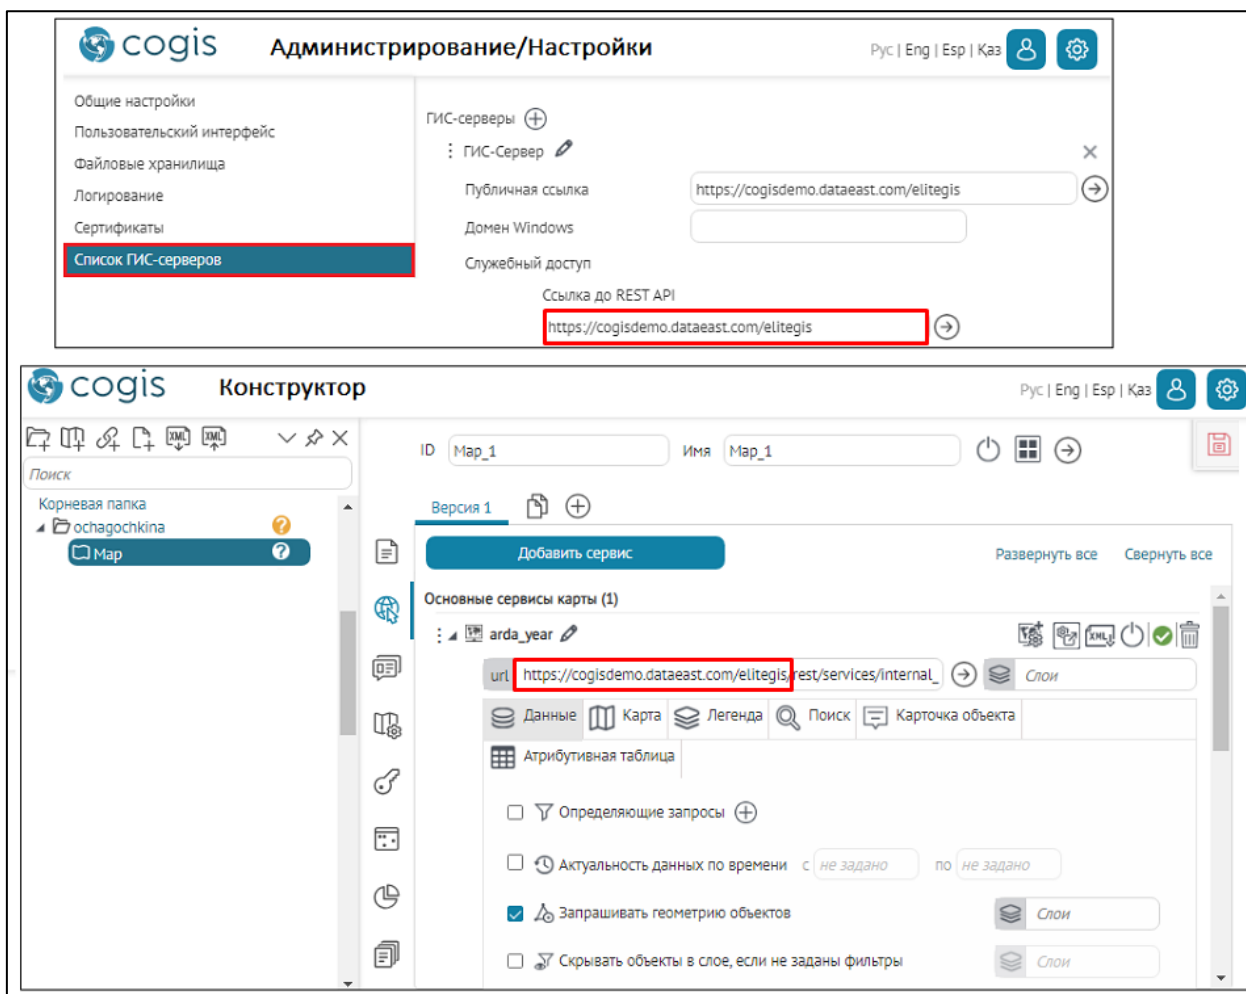 cogis Администрирование/Настройки Рус | Eng | Esp | Қаз
Общие настройки
Пользовательский интерфейс
Файловые хранилища
Логирование
Сертификаты
Список ГИС-серверов
ГИС-серверы
ГИС-Сервер
Публичная ссылка https://cogisdemo.dataeast.com/elitegis
Домен Windows
Служебный доступ
Ссылка до REST API
https://cogisdemo.dataeast.com/elitegis
cogis Конструктор Рус | Eng | Esp | Қаз
XML XML
Поиск
Корневая папка
ochagochkina ?
Map ?
ID Map_1 Имя Map_1
Версия 1
Добавить сервис Развернуть все Свернуть все
Основные сервисы карты (1)
arda_year XML
url https://cogisdemo.dataeast.com/elitegis/rest/services/internal_ Слои
Данные Карта Легенда Поиск Карточка объекта
Атрибутивная таблица
Определяющие запросы
Актуальность данных по времени с не задано по не задано
Запрашивать геометрию объектов Слои
Скрывать объекты в слое, если не заданы фильтры Слои